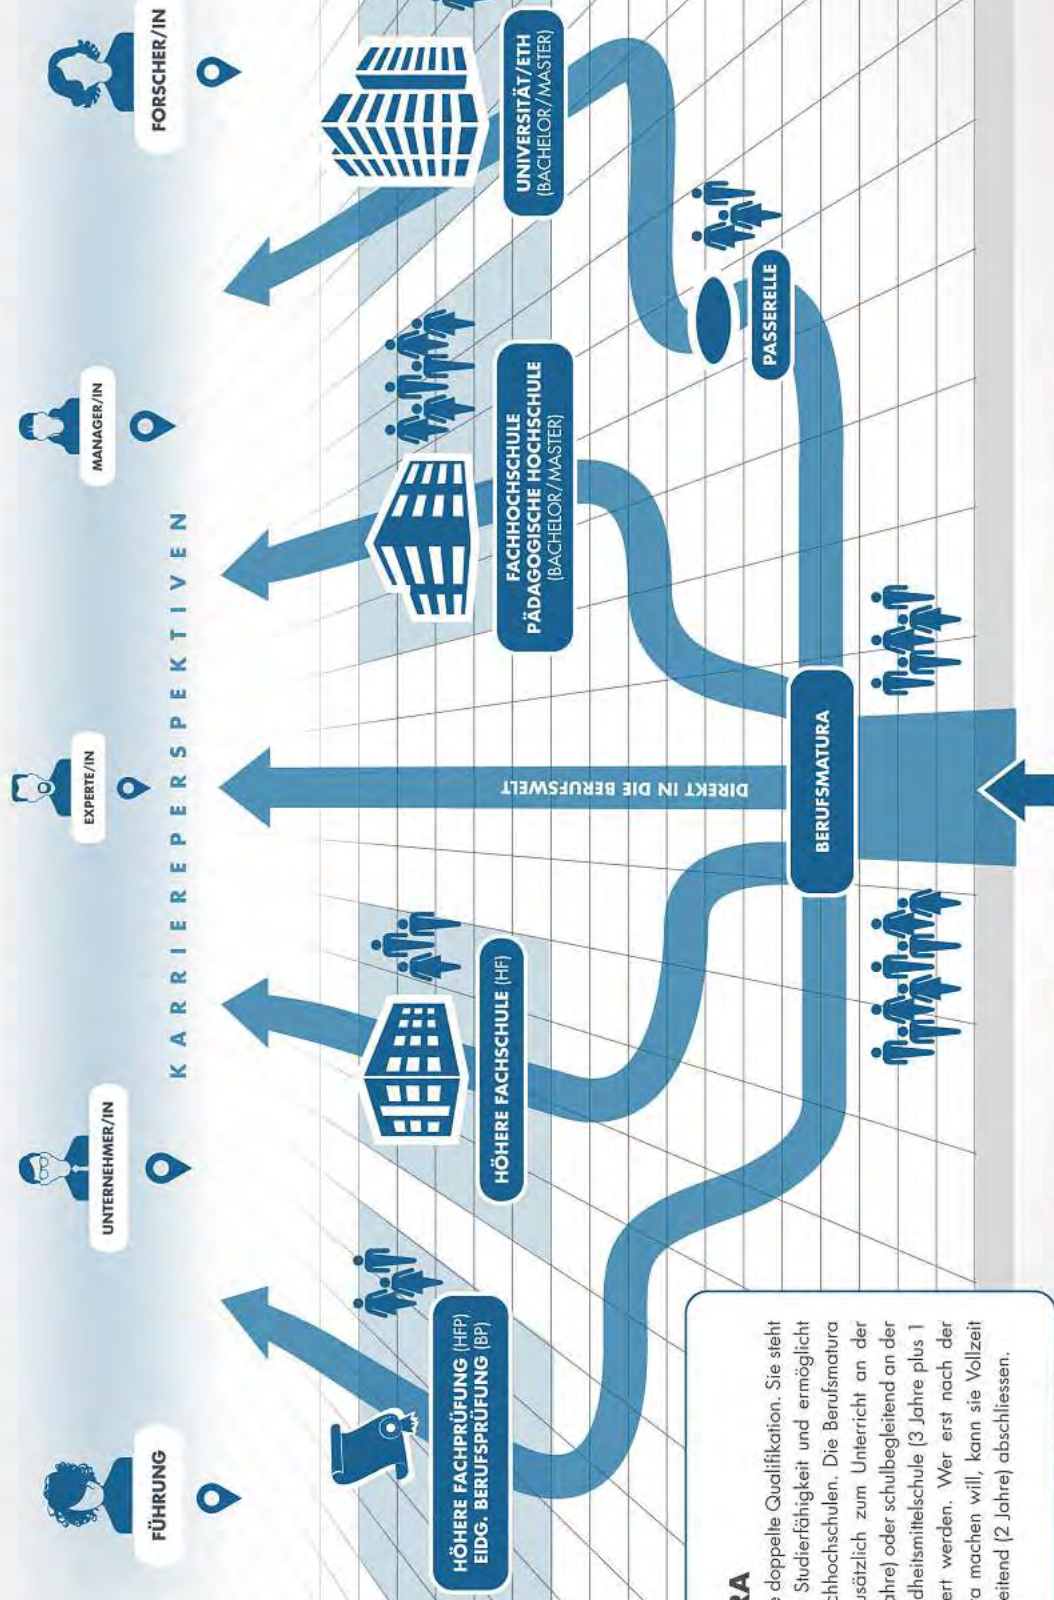 FÜHRUNG
UNTERNEHMER/IN
EXPERTE/IN
MANAGER/IN
FORSCHER/IN
KARRIEREPERSPEKTIVEN
HÖHERE FACHPRÜFUNG (HFP)
EIDG. BERUFSPRÜFUNG (BP)
HÖHERE FACHSCHULE (HF)
DIREKT IN DIE BERUFSWELT
FACHHOCHSCHULE
PÄDAGOGISCHE HOCHSCHULE
(BACHELOR/MASTER)
UNIVERSITÄT/ETH
(BACHELOR/MASTER)
PASSERELLE
BERUFSMATURA
RA
doppelte Qualifikation. Sie steht
Studierfähigkeit und ermöglicht
chhochschulen. Die Berufsmatura
usätzlich zum Unterricht an der
ahre) oder schulbegleitend an der
dheitsmittelschule (3 Jahre plus 1
ert werden. Wer erst nach der
a machen will, kann sie Vollzeit
eitend (2 Jahre) abschliessen.